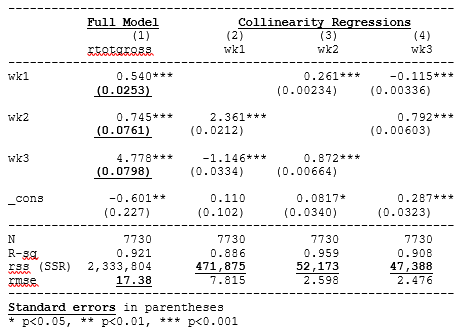 Full Model Collinearity Regressions
(1) (2) (3) (4)
rtotgross wk1 wk2 wk3
wk1 0.540*** 0.261*** -0.115***
(0.0253) (0.00234) (0.00336)
wk2 0.745*** 2.361*** 0.792***
(0.0761) (0.0212) (0.00603)
wk3 4.778*** -1.146*** 0.872***
(0.0798) (0.0334) (0.00664)
_cons -0.601** 0.110 0.0817* 0.287***
(0.227) (0.102) (0.0340) (0.0323)
N 7730 7730 7730 7730
R-sq 0.921 0.886 0.959 0.908
rss (SSR) 2,333,804 471,875 52,173 47,388
rmse 17.38 7.815 2.598 2.476
Standard errors in parentheses
* p<0.05, ** p<0.01, *** p<0.001